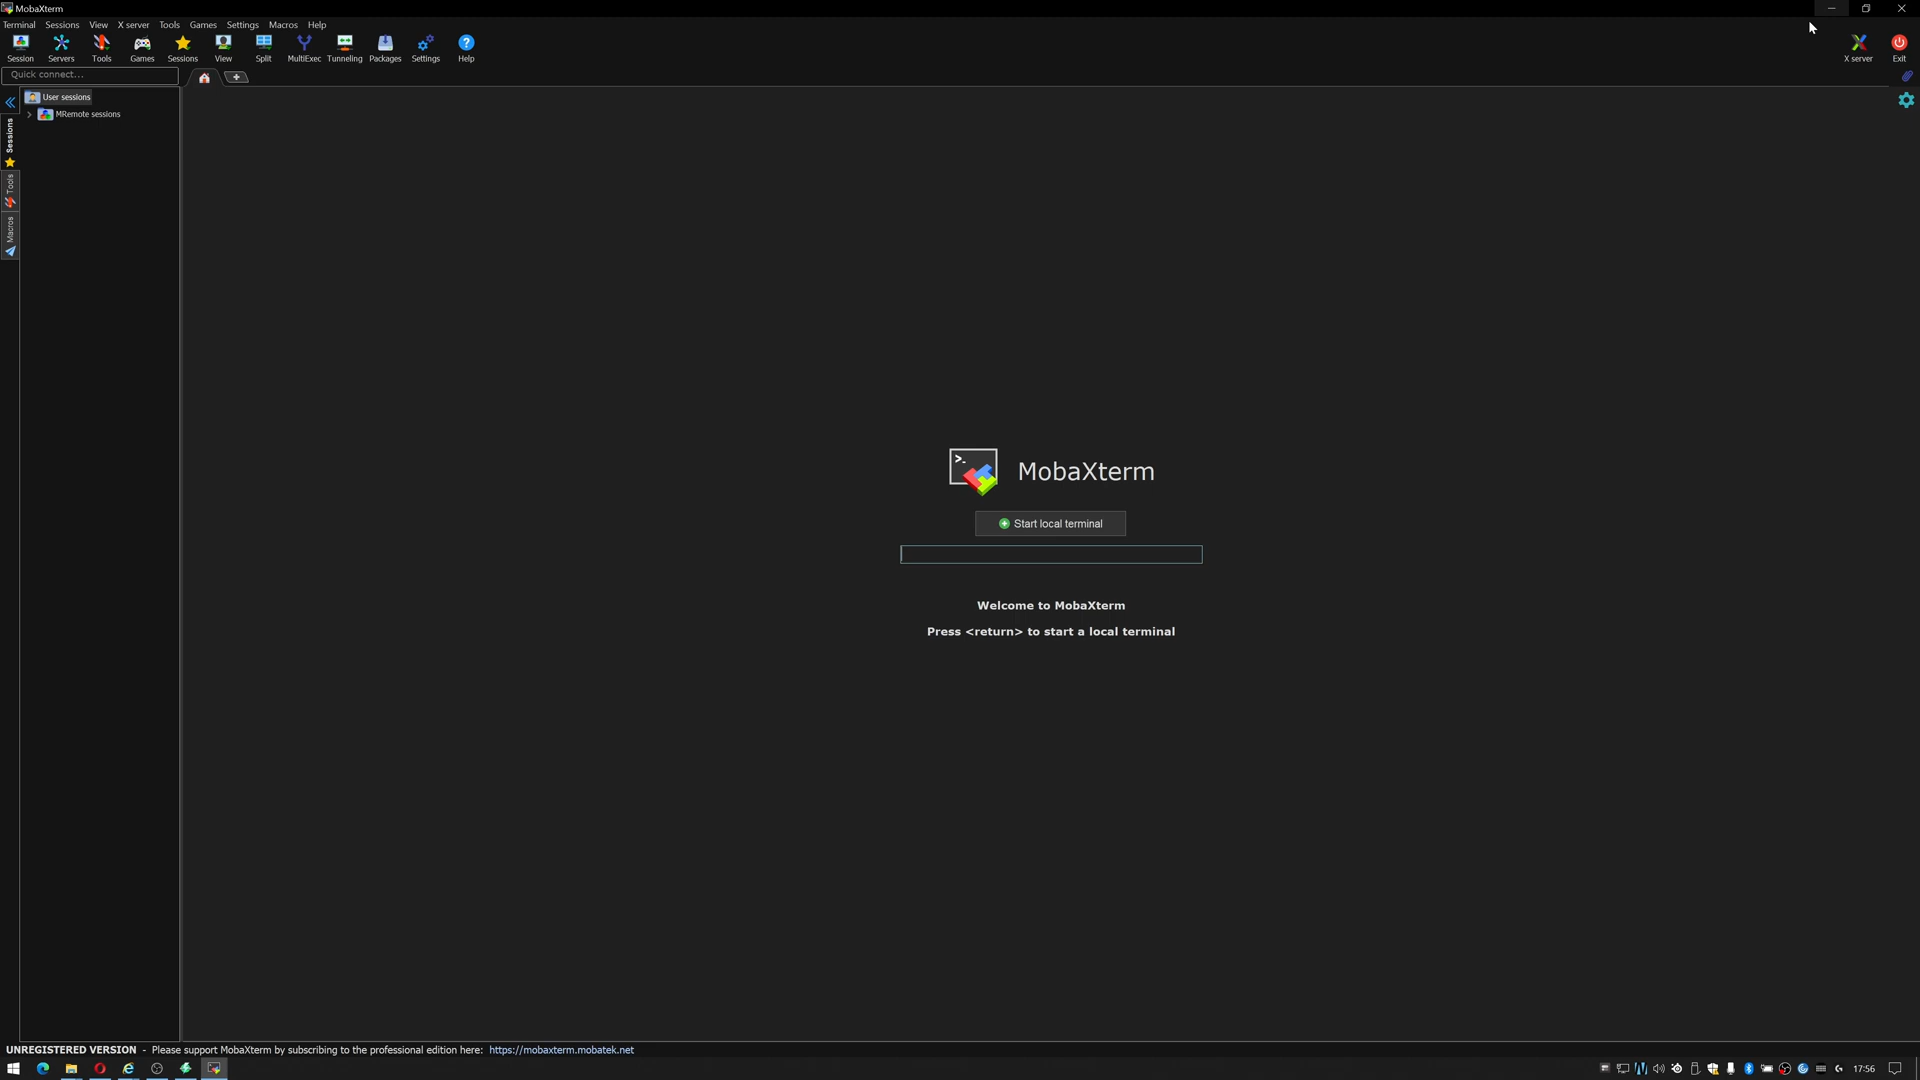 MobaXterm
Terminal Sessions View X server Tools Games Settings Macros Help
Session Servers Tools Games Sessions View Split MultiExec Tunneling Packages Settings Help X server Exit
Quick connect...
User sessions
MRemote sessions
Sessions
Tools
Macros
>.
MobaXterm
Start local terminal
Welcome to MobaXterm
Press <return> to start a local terminal
UNREGISTERED VERSION - Please support MobaXterm by subscribing to the professional edition here: https://mobaxterm.mobatek.net
17:56